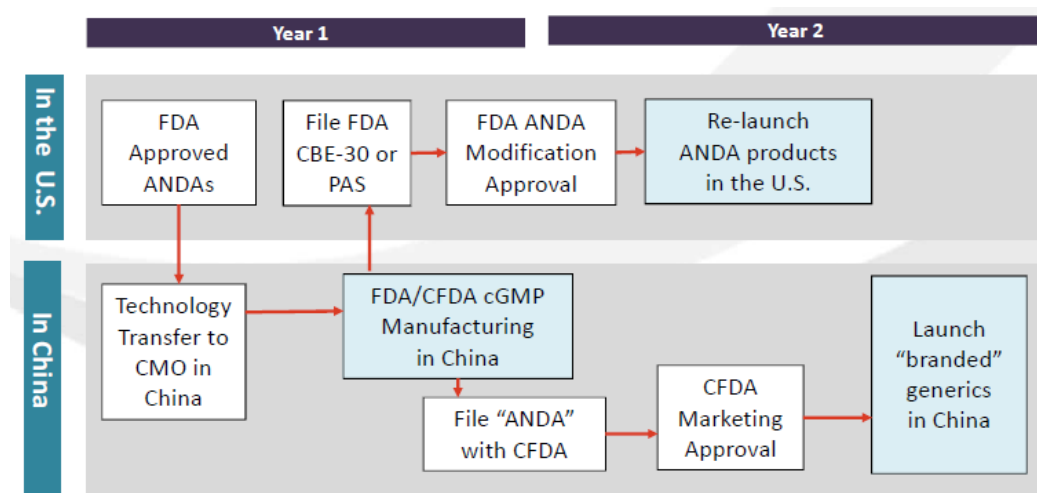 Year 1
Year 2
In the U.S.
FDA
Approved
ANDAs
File FDA
CBE-30 or
PAS
FDA ANDA
Modification
Approval
Re-launch
ANDA products
in the U.S.
In China
Technology
Transfer to
CMO in
China
FDA/CFDA cGMP
Manufacturing
in China
File “ANDA”
with CFDA
CFDA
Marketing
Approval
Launch
“branded”
generics
in China